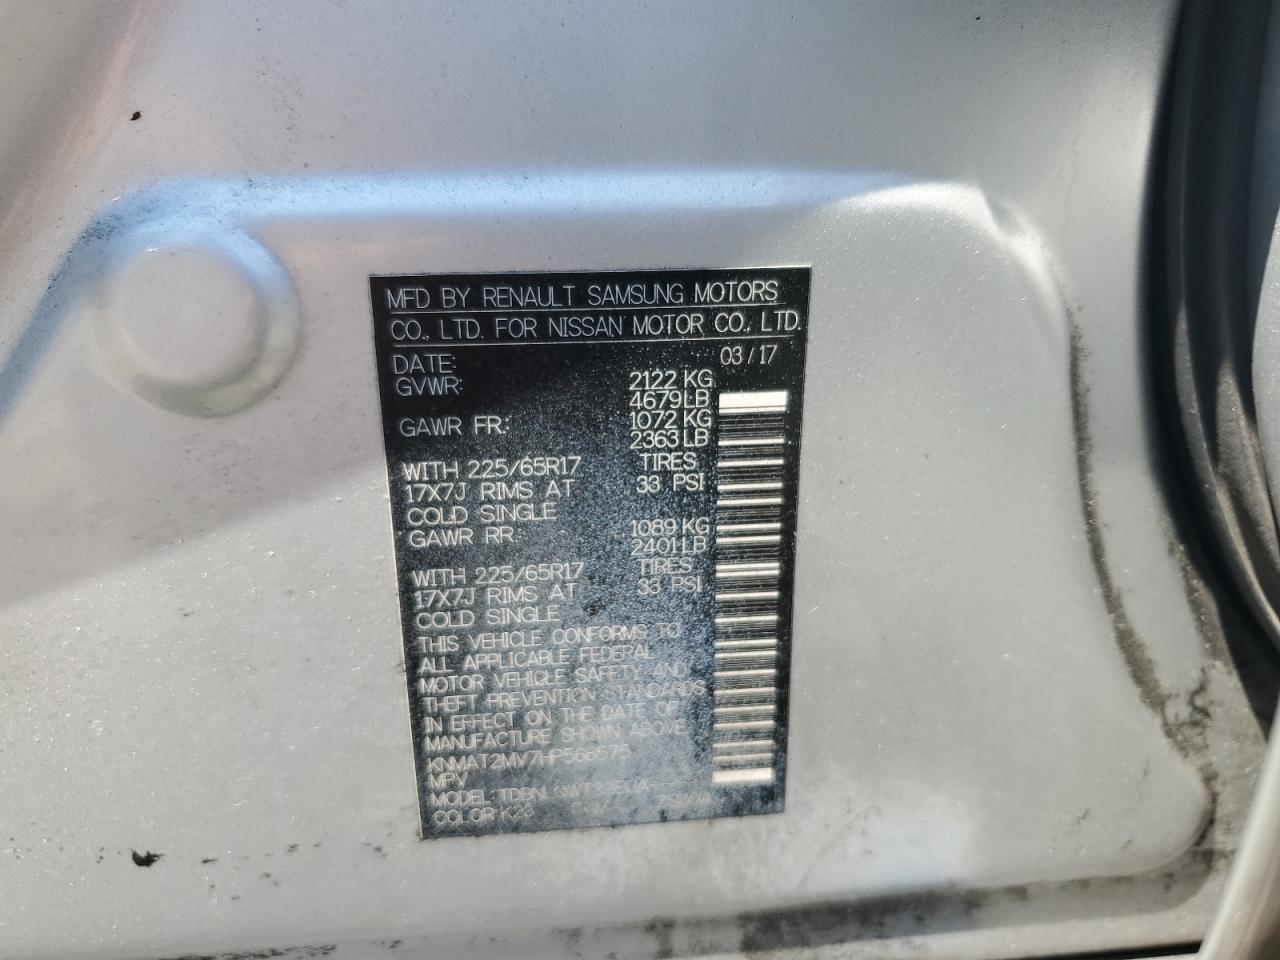 MFD BY RENAULT SAMSUNG MOTORS
CO., LTD. FOR NISSAN MOTOR CO., LTD.
DATE: 03/17
GVWR: 2122 KG
4679LB
GAWR FR: 1072 KG
2363LB
WITH 225/65R17 TIRES
17X7J RIMS AT 33 PSI
COLD SINGLE
GAWR RR: 1089 KG
2401LB
WITH 225/65R17 TIRES
17X7J RIMS AT 33 PSI
COLD SINGLE
THIS VEHICLE CONFORMS TO
ALL APPLICABLE FEDERAL
MOTOR VEHICLE SAFETY AND
THEFT PREVENTION STANDARDS
IN EFFECT ON THE DATE OF
MANUFACTURE SHOWN ABOVE
KNMAT2MV7HP566575
MPV
MODEL:
COLOR K23